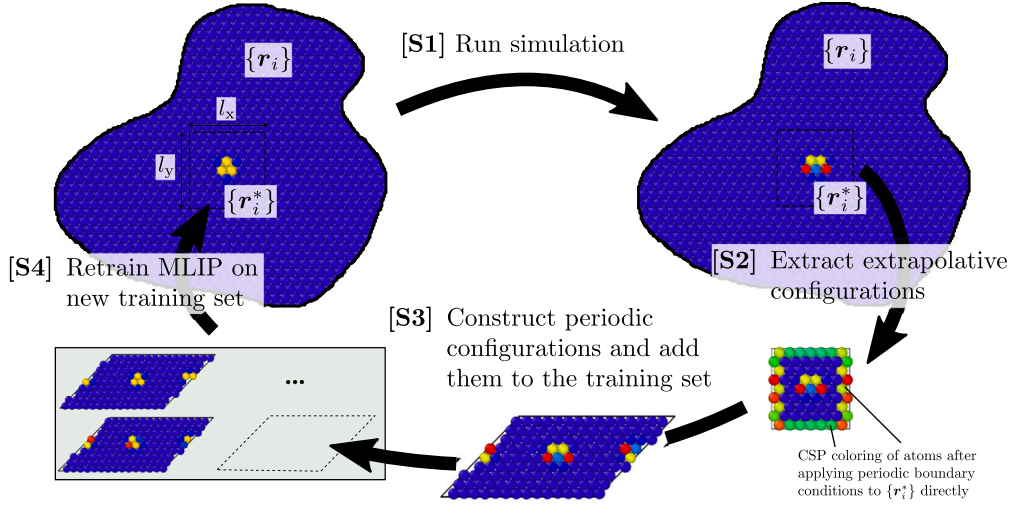 [S1] Run simulation
{r_i}
{r_i}
l_x
l_y
{r_i^*}
{r_i^*}
[S4] Retrain MLIP on
new training set
[S2] Extract extrapolative
configurations
[S3] Construct periodic
configurations and add
them to the training set
...
CSP coloring of atoms after
applying periodic boundary
conditions to {r_i^*} directly